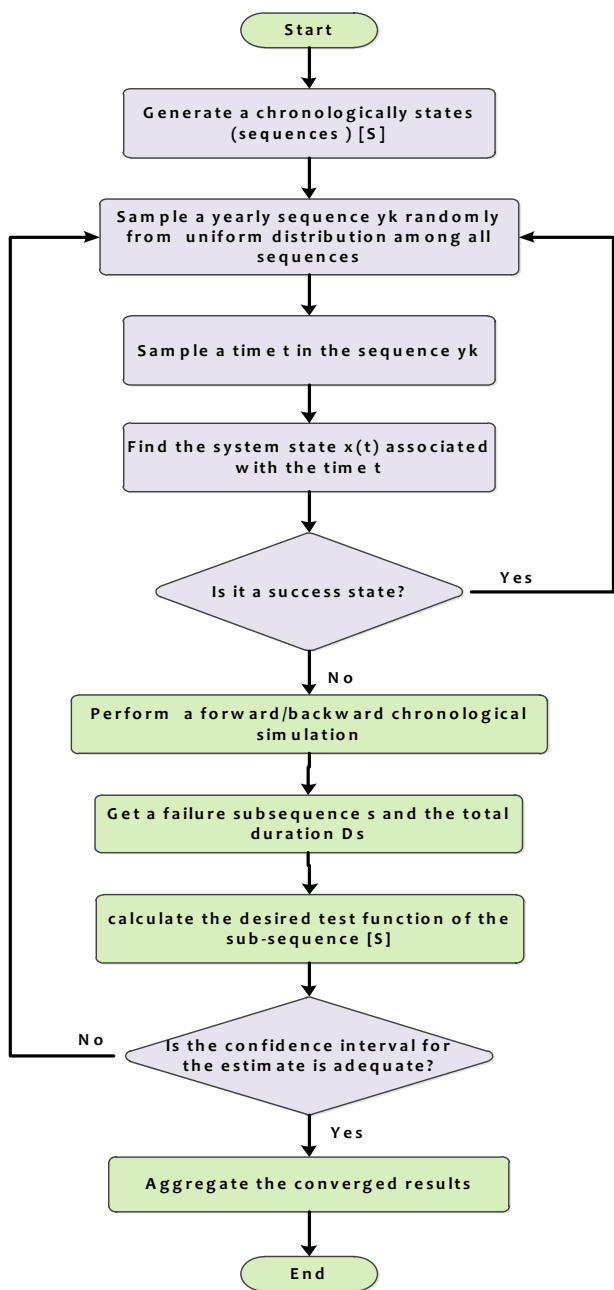 Start
Generate a chronologically states
(sequences ) [S]
Sample a yearly sequence yk randomly
from uniform distribution among all
sequences
Sample a time t in the sequence yk
Find the system state x(t) associated
with the time t
Is it a success state?
Yes
No
Perform a forward/backward chronological
simulation
Get a failure subsequence s and the total
duration Ds
calculate the desired test function of the
sub-sequence [S]
No
Is the confidence interval for
the estimate is adequate?
Yes
Aggregate the converged results
End